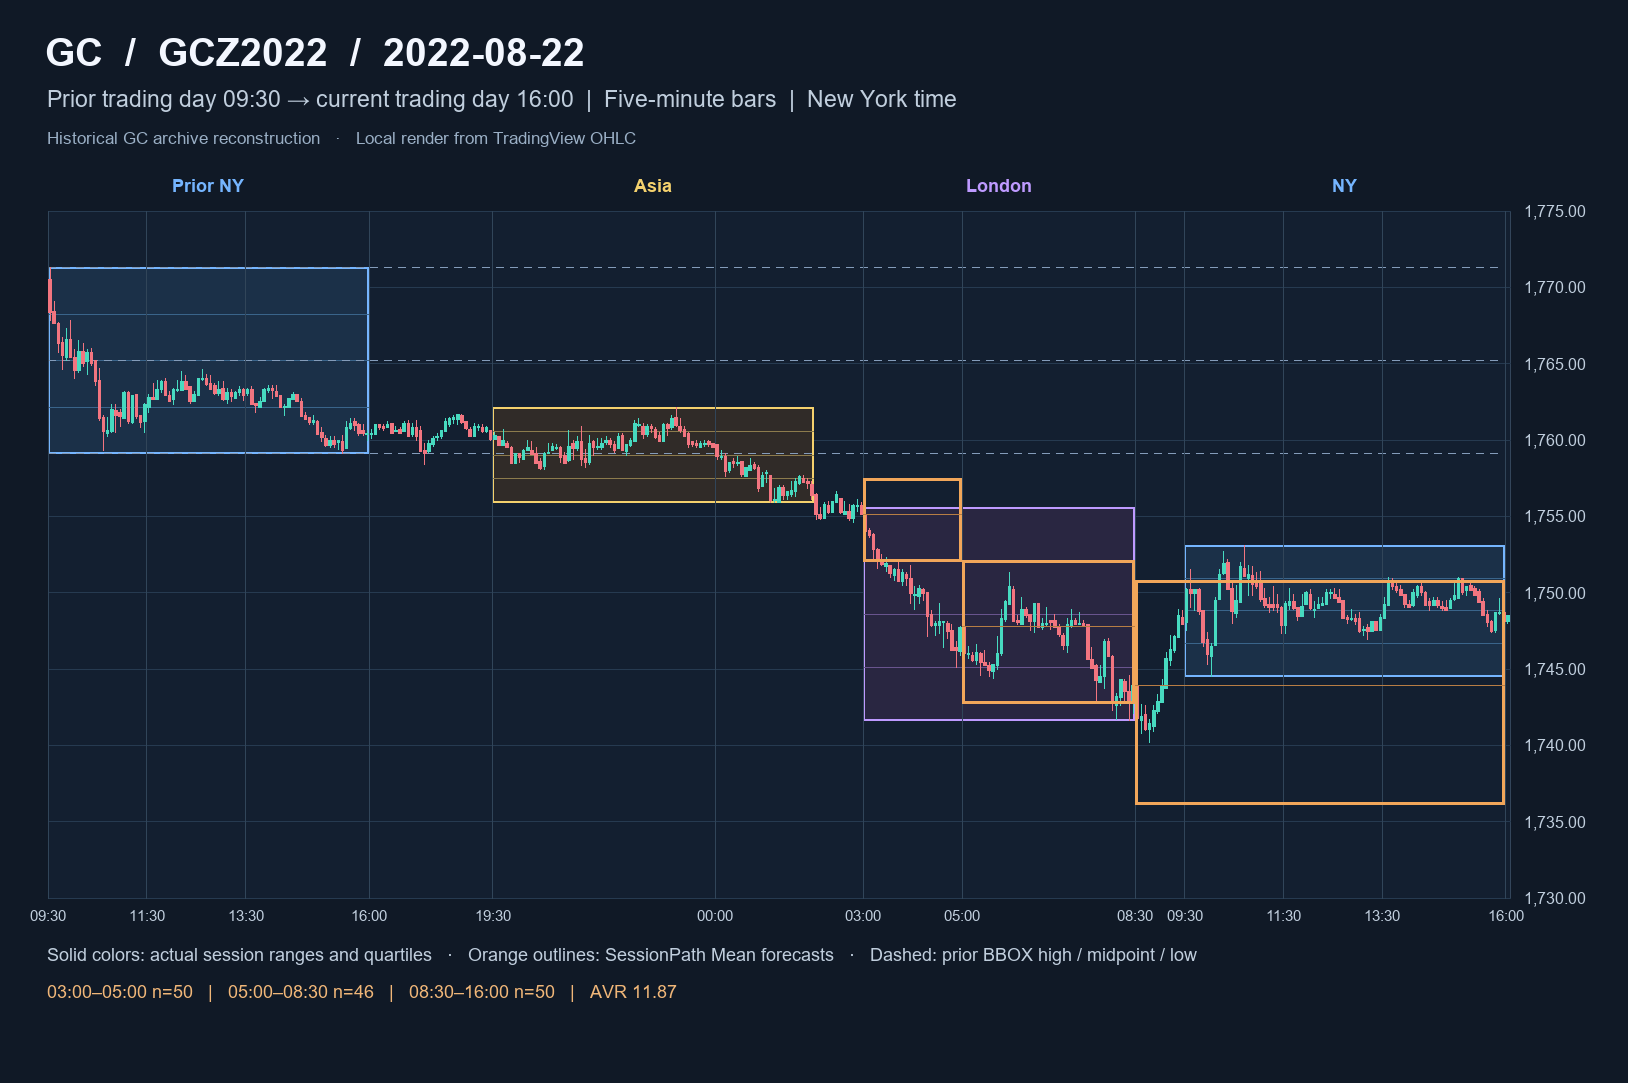 GC / GCZ2022 / 2022-08-22
Prior trading day 09:30 → current trading day 16:00 | Five-minute bars | New York time
Historical GC archive reconstruction · Local render from TradingView OHLC
Prior NY Asia London NY
1,775.00
1,770.00
1,765.00
1,760.00
1,755.00
1,750.00
1,745.00
1,740.00
1,735.00
1,730.00
09:30 11:30 13:30 16:00 19:30 00:00 03:00 05:00 08:30 09:30 11:30 13:30 16:00
Solid colors: actual session ranges and quartiles · Orange outlines: SessionPath Mean forecasts · Dashed: prior BBOX high / midpoint / low
03:00–05:00 n=50 | 05:00–08:30 n=46 | 08:30–16:00 n=50 | AVR 11.87